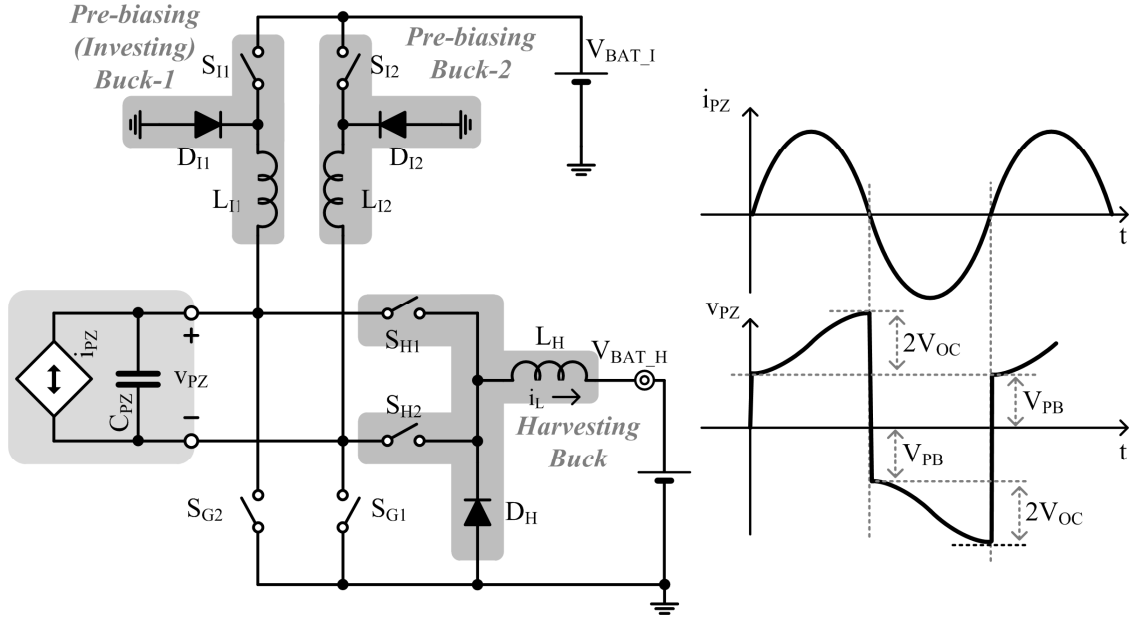 Pre-biasing
(Investing)
Buck-1
S_I1
S_I2
Pre-biasing
Buck-2
V_BAT_I
D_I1
D_I2
L_I1
L_I2
i_PZ
C_PZ
+
v_PZ
−
S_H1
S_H2
L_H
i_L
V_BAT_H
Harvesting
Buck
S_G2
S_G1
D_H
i_PZ
t
v_PZ
2V_OC
V_PB
V_PB
t
2V_OC